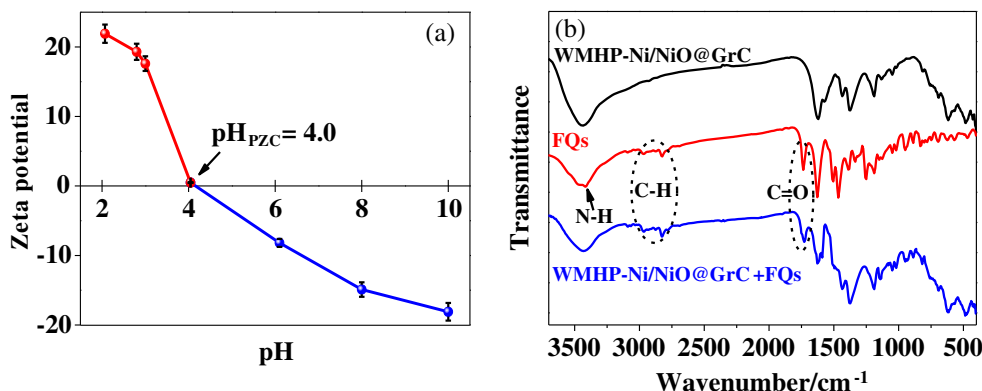 (a)
Zeta potential
20
10
0
-10
-20
pH_PZC = 4.0
2 4 6 8 10
pH
(b)
WMHP-Ni/NiO@GrC
FQs
N-H
C-H
C=O
WMHP-Ni/NiO@GrC +FQs
Transmittance
3500 3000 2500 2000 1500 1000 500
Wavenumber/cm⁻¹